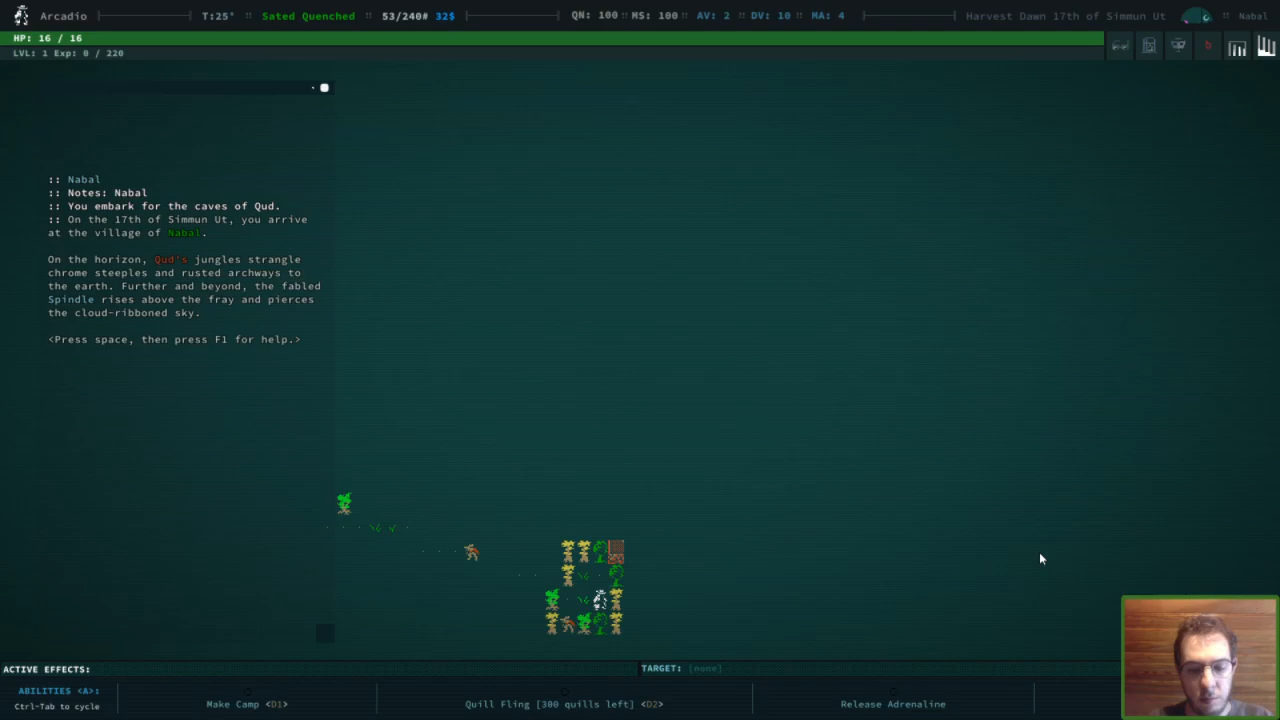 Arcadio T:25° Sated Quenched 53/240# 32$ QN: 100 MS: 100 AV: 2 DV: 10 MA: 4 Harvest Dawn 17th of Simmun Ut Nabal
HP: 16 / 16
LVL: 1 Exp: 0 / 220
:: Nabal
:: Notes: Nabal
:: You embark for the caves of Qud.
:: On the 17th of Simmun Ut, you arrive
at the village of Nabal.
On the horizon, Qud's jungles strangle
chrome steeples and rusted archways to
the earth. Further and beyond, the fabled
Spindle rises above the fray and pierces
the cloud-ribboned sky.
<Press space, then press F1 for help.>
ACTIVE EFFECTS:
TARGET: [none]
ABILITIES <A>:
Ctrl-Tab to cycle
Make Camp <D1>
Quill Fling [300 quills left] <D2>
Release Adrenaline